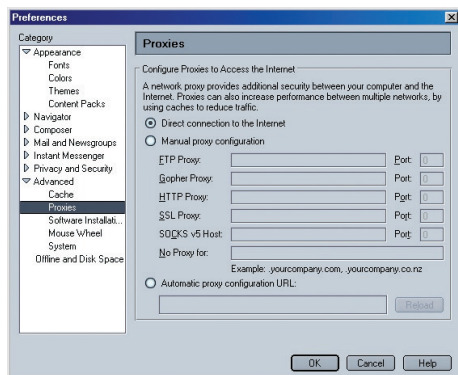 Preferences
Category
Appearance
Fonts
Colors
Themes
Content Packs
Navigator
Composer
Mail and Newsgroups
Instant Messenger
Privacy and Security
Advanced
Cache
Proxies
Software Installati...
Mouse Wheel
System
Offline and Disk Space
Proxies
Configure Proxies to Access the Internet
A network proxy provides additional security between your computer and the
Internet. Proxies can also increase performance between multiple networks, by
using caches to reduce traffic.
Direct connection to the Internet
Manual proxy configuration
FTP Proxy: Port: 0
Gopher Proxy: Port: 0
HTTP Proxy: Port: 0
SSL Proxy: Port: 0
SOCKS v5 Host: Port: 0
No Proxy for:
Example: .yourcompany.com, .yourcompany.co.nz
Automatic proxy configuration URL:
Reload
OK Cancel Help